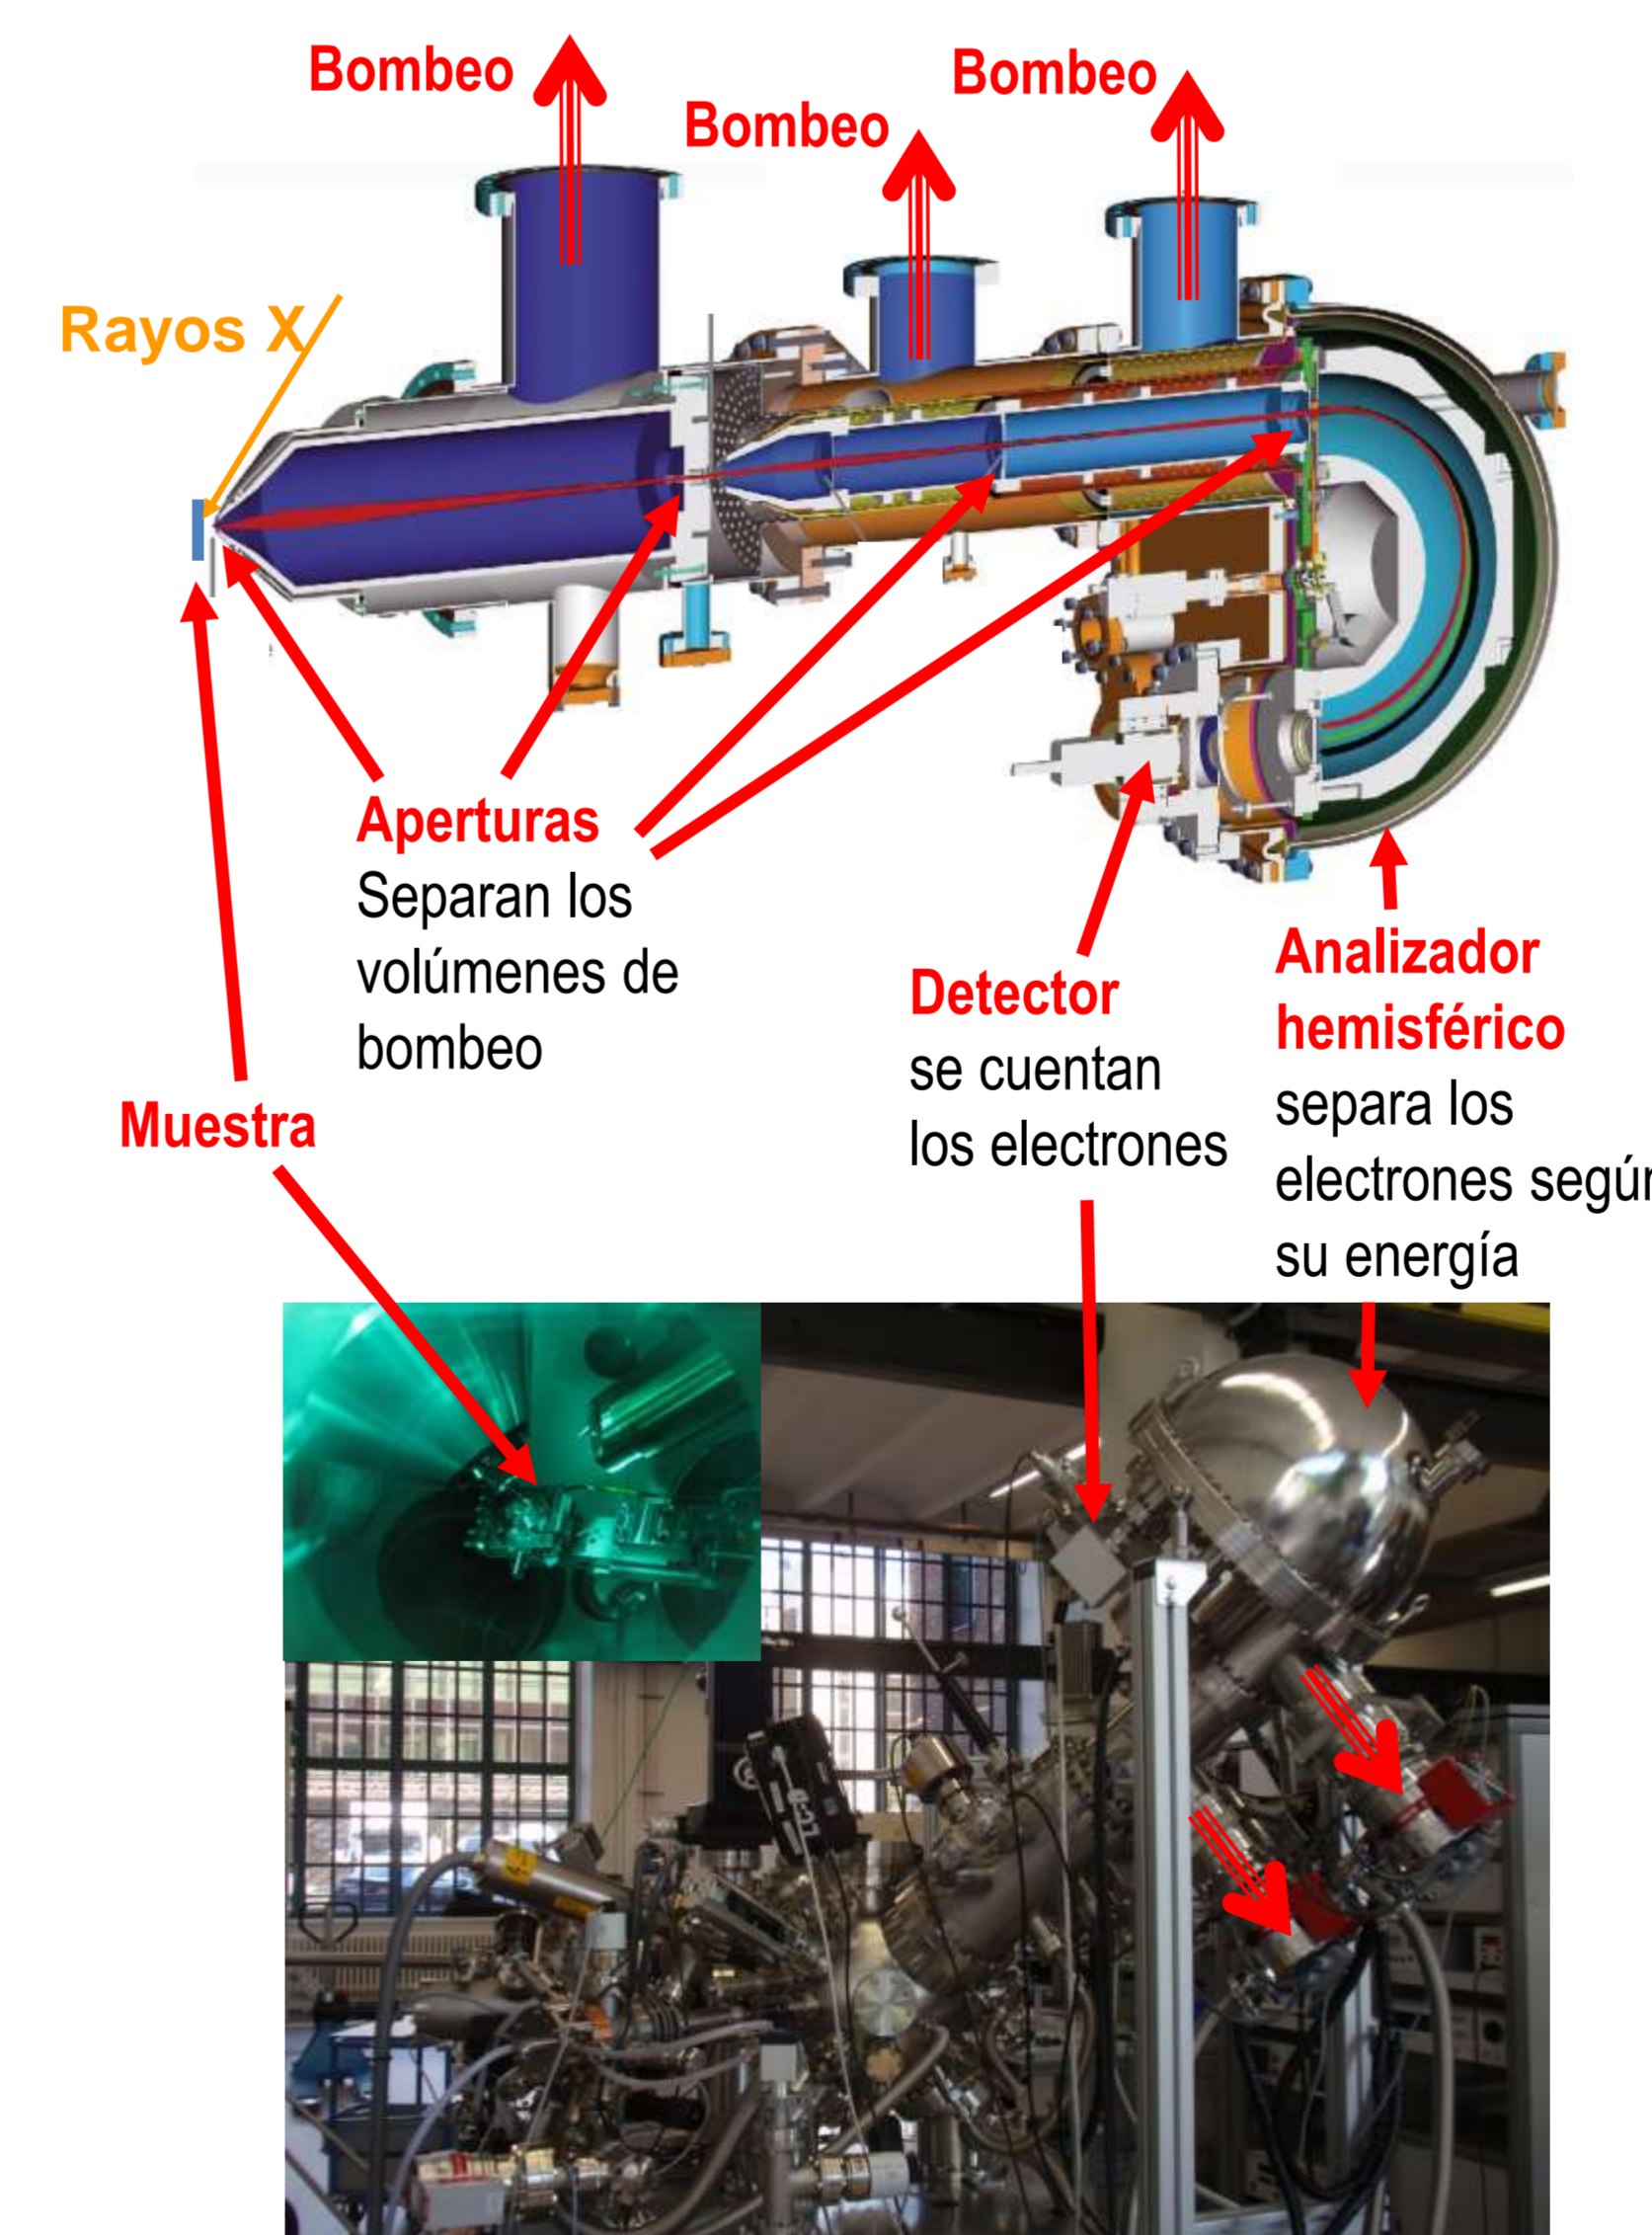 Bombeo
Bombeo
Bombeo
Rayos X
Aperturas
Separan los
volúmenes de
bombeo
Muestra
Detector
se cuentan
los electrones
Analizador
hemisférico
separa los
electrones según
su energía